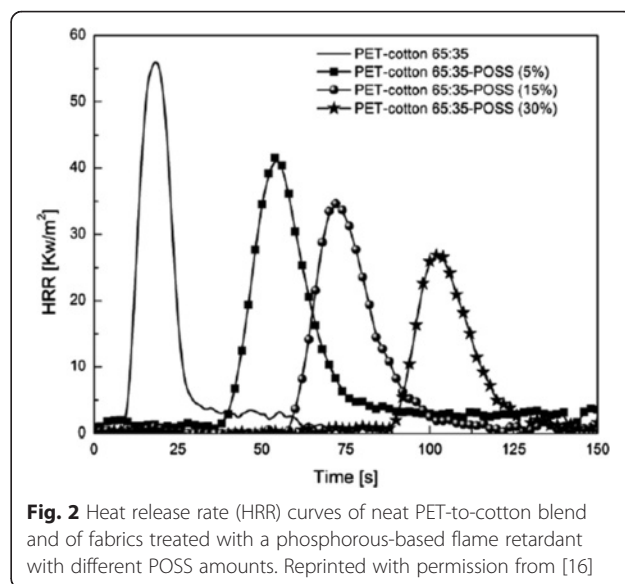 PET-cotton 65:35
PET-cotton 65:35-POSS (5%)
PET-cotton 65:35-POSS (15%)
PET-cotton 65:35-POSS (30%)
HRR [Kw/m²]
60
50
40
30
20
10
0
0 25 50 75 100 125 150
Time [s]
Fig. 2 Heat release rate (HRR) curves of neat PET-to-cotton blend
and of fabrics treated with a phosphorous-based flame retardant
with different POSS amounts. Reprinted with permission from [16]